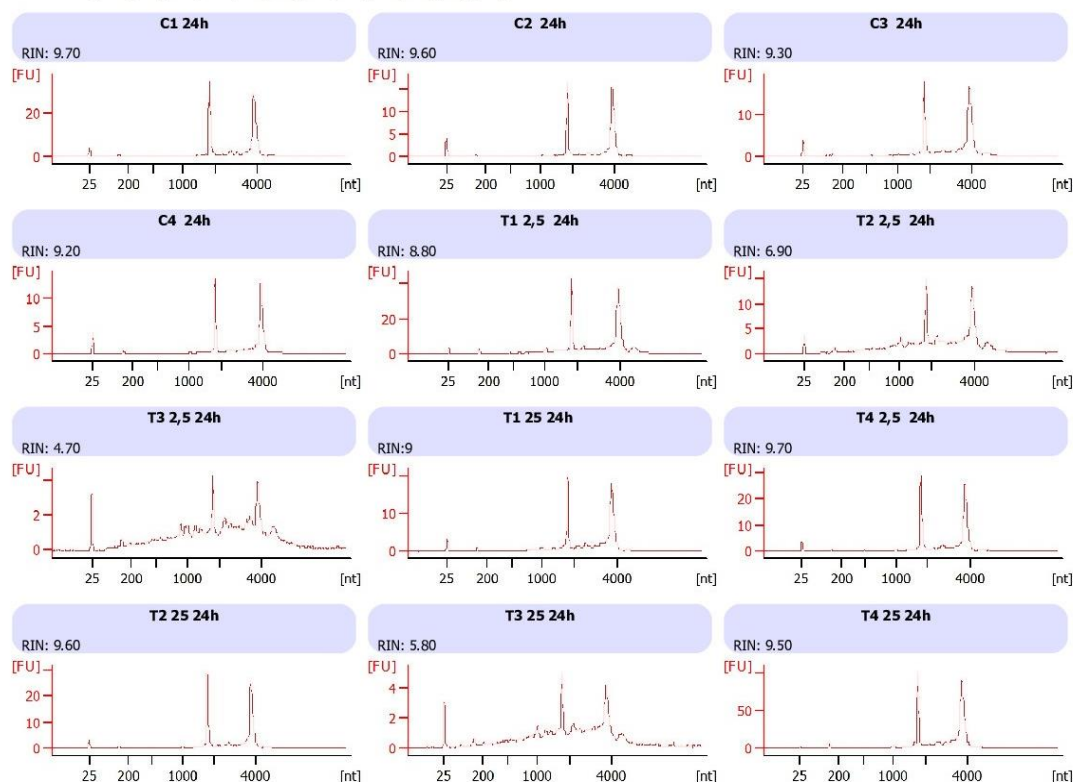 C1 24h
RIN: 9.70
[FU]
20
0
25 200 1000 4000 [nt]
C2 24h
RIN: 9.60
[FU]
10
5
0
25 200 1000 4000 [nt]
C3 24h
RIN: 9.30
[FU]
10
0
25 200 1000 4000 [nt]
C4 24h
RIN: 9.20
[FU]
10
5
0
25 200 1000 4000 [nt]
T1 2,5 24h
RIN: 8.80
[FU]
20
0
25 200 1000 4000 [nt]
T2 2,5 24h
RIN: 6.90
[FU]
10
5
0
25 200 1000 4000 [nt]
T3 2,5 24h
RIN: 4.70
[FU]
2
0
25 200 1000 4000 [nt]
T1 25 24h
RIN:9
[FU]
10
0
25 200 1000 4000 [nt]
T4 2,5 24h
RIN: 9.70
[FU]
20
10
0
25 200 1000 4000 [nt]
T2 25 24h
RIN: 9.60
[FU]
20
10
0
25 200 1000 4000 [nt]
T3 25 24h
RIN: 5.80
[FU]
4
2
0
25 200 1000 4000 [nt]
T4 25 24h
RIN: 9.50
[FU]
50
0
25 200 1000 4000 [nt]